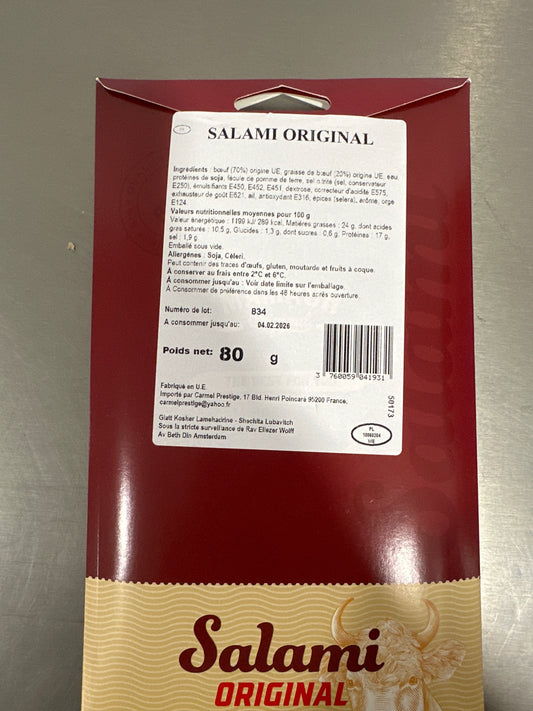 SALAMI ORIGINAL
Ingredients : bœuf (70%) origine UE, graisse de bœuf (20%) origine UE, eau,
protéines de soja, fécule de pomme de terre, sel nitrité (sel, conservateur
E250), émulsifiants E450, E452, E451, dextrose, correcteur d'acidité E575,
exhausteur de goût E621, ail, antioxydant E316, épices (selera), arôme, orge
E124.
Valeurs nutritionnelles moyennes pour 100 g
Valeur énergétique : 1199 kJ/ 289 kcal, Matières grasses : 24 g, dont acides
gras saturés : 10,5 g, Glucides : 1,3 g, dont sucres : 0,6 g, Protéines : 17 g,
sel : 1,9 g
Emballé sous vide.
Allergènes : Soja, Céleri.
Peut contenir des traces d'œufs, gluten, moutarde et fruits à coque.
À conserver au frais entre 2°C et 6°C.
À consommer jusqu'au : Voir date limite sur l'emballage.
À Consommer de préférence dans les 48 heures après ouverture.
Numéro de lot: 834
A consommer jusqu'au: 04.02.2026
Poids net: 80 g
3 760059 041931
50173
Fabriqué en U.E.
Importé par Carmel Prestige, 17 Bld. Henri Poincaré 95200 France,
carmelprestige@yahoo.fr
Glatt Kosher Lamehadrine - Shechita Lubavitch
Sous la stricte surveillance de Rav Eliezer Wolff
Av Beth Din Amsterdam
PL
WE
Salami
ORIGINAL